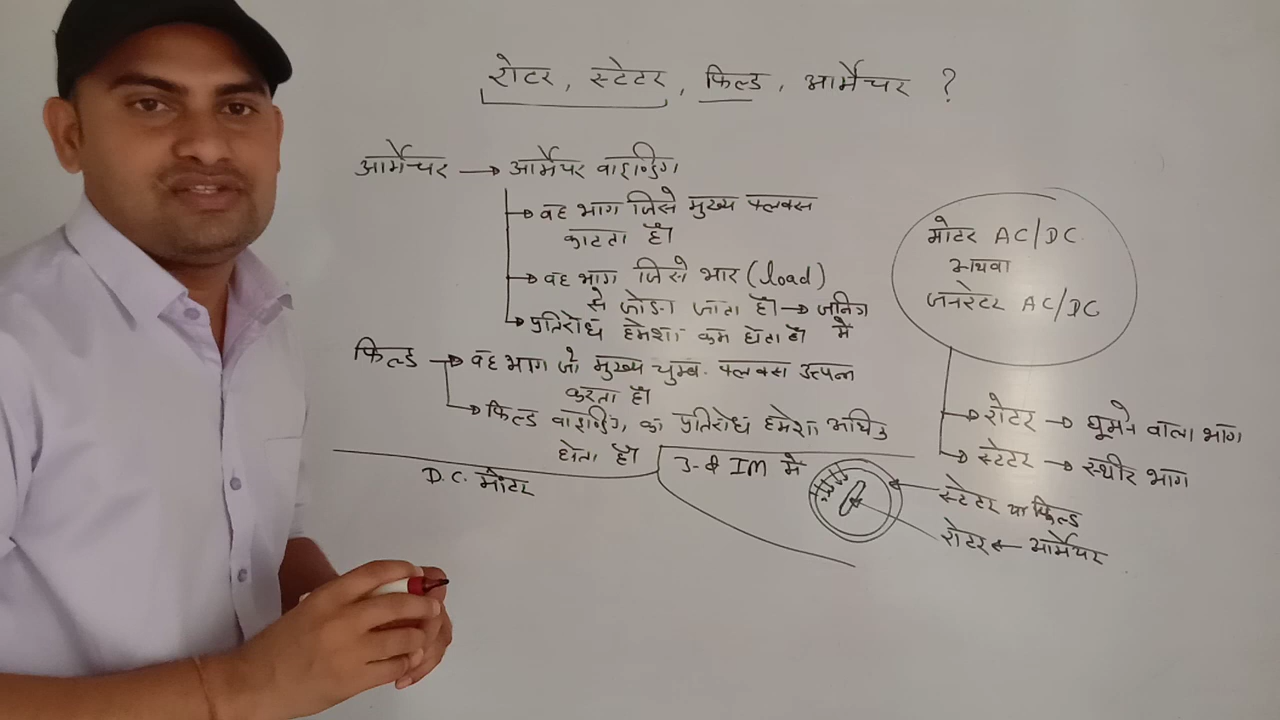 रोटर, स्टेटर, फिल्ड, आर्मेचर ?
आर्मेचर → आर्मेचर वाइन्डिंग
→ वह भाग जिसे मुख्य फ्लक्स
काटता है।
→ वह भाग जिसे भार (load)
से जोड़ा जाता है। → जनित्र में
→ प्रतिरोध हमेशा कम होता है
फिल्ड → वह भाग जो मुख्य चुम्ब. फ्लक्स उत्पन्न
करता है।
→ फिल्ड वाइन्डिंग, का प्रतिरोध हमेशा अधिक
होता है।
मोटर AC/DC
अथवा
जनरेटर AC/DC
→ रोटर → घूमने वाला भाग
→ स्टेटर → स्थीर भाग
D.C. मोटर
3-ϕ IM में
स्टेटर या फिल्ड
रोटर ← आर्मेचर